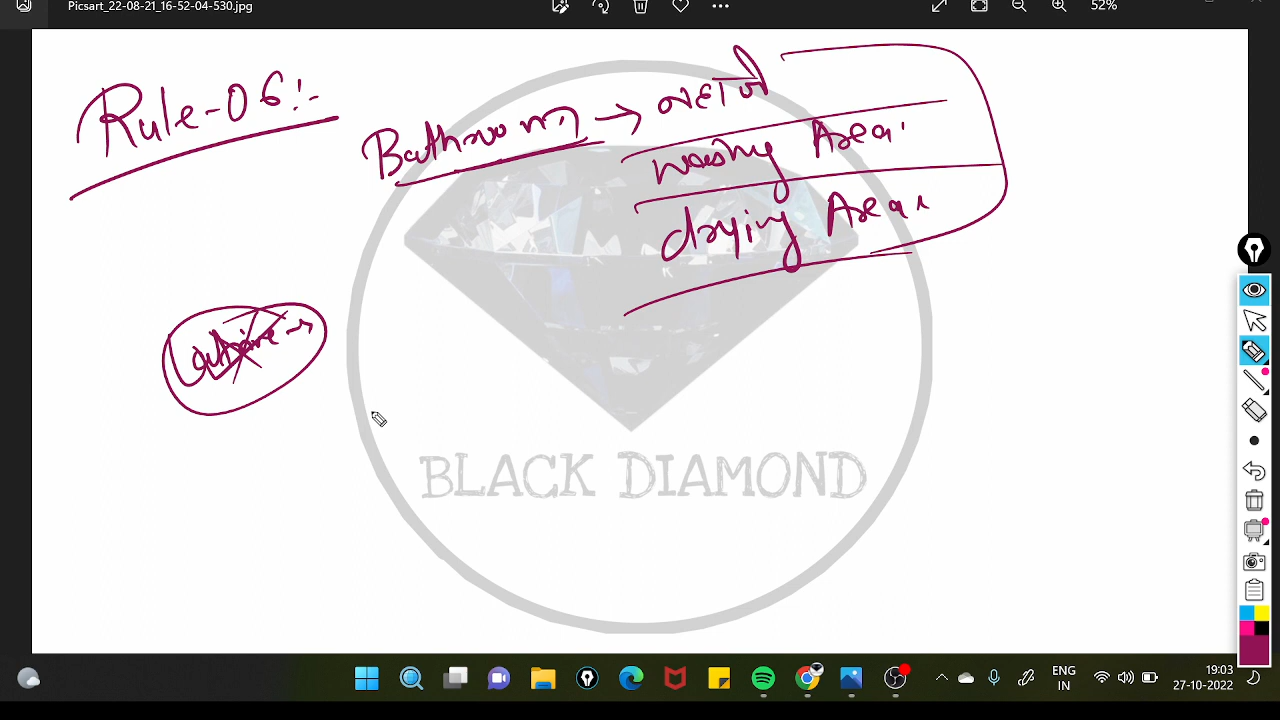 Picsart_22-08-21_16-52-04-530.jpg
52%
Rule-06:-
Bathroom →
washing Area.
drying Area.
Latrine →
BLACK DIAMOND
ENG
IN
19:03
27-10-2022